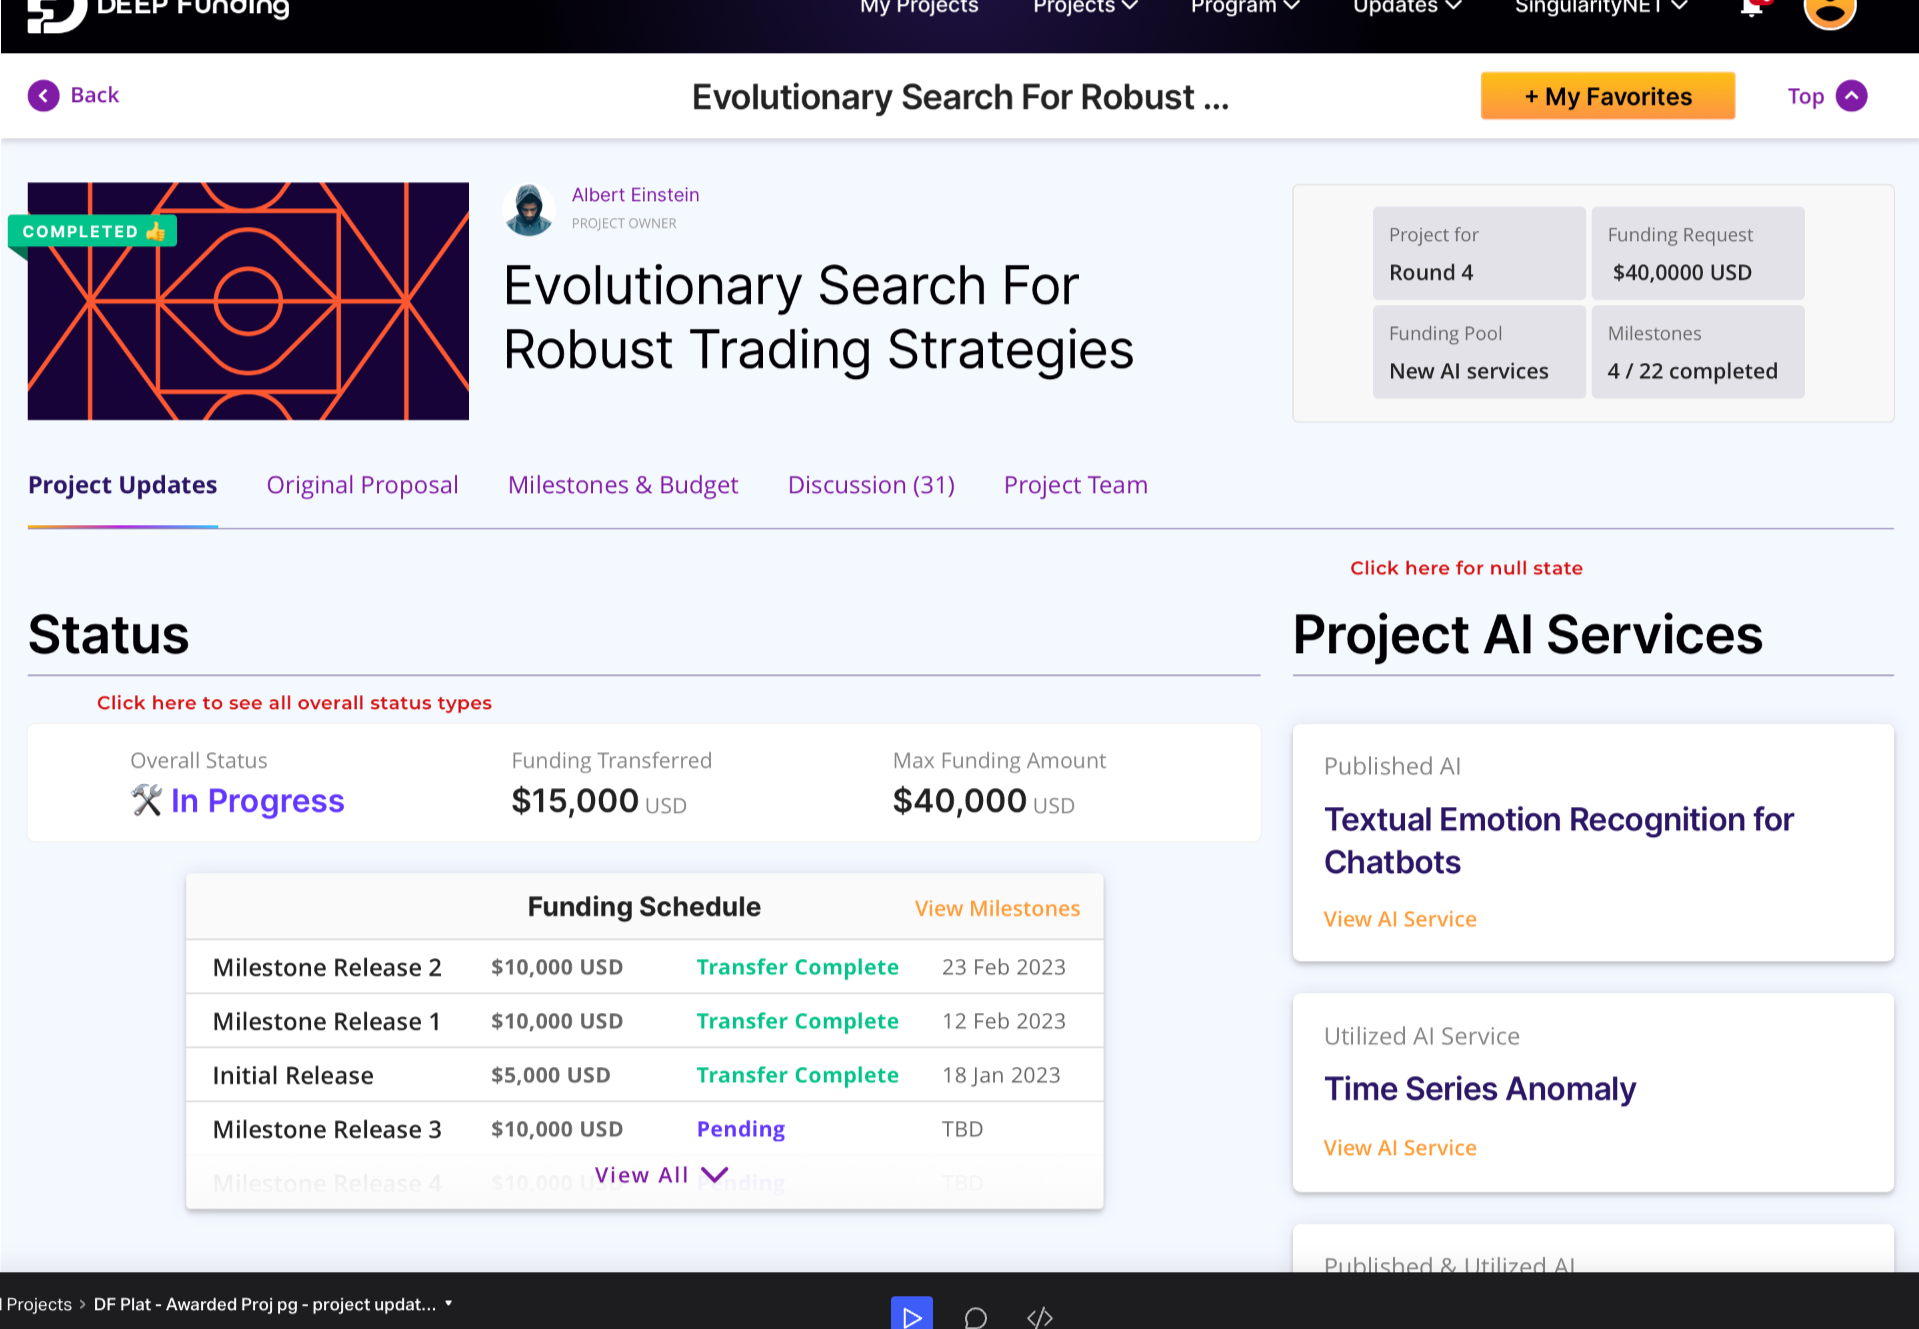 DEEP Funding
My Projects
Projects
Program
Updates
SingularityNET
Back
Evolutionary Search For Robust ...
+ My Favorites
Top
COMPLETED 👍
Albert Einstein
PROJECT OWNER
Evolutionary Search For
Robust Trading Strategies
Project for
Round 4
Funding Request
$40,0000 USD
Funding Pool
New AI services
Milestones
4 / 22 completed
Project Updates
Original Proposal
Milestones & Budget
Discussion (31)
Project Team
Click here for null state
Status
Project AI Services
Click here to see all overall status types
Overall Status
🛠 In Progress
Funding Transferred
$15,000 USD
Max Funding Amount
$40,000 USD
Funding Schedule
View Milestones
Milestone Release 2 $10,000 USD Transfer Complete 23 Feb 2023
Milestone Release 1 $10,000 USD Transfer Complete 12 Feb 2023
Initial Release $5,000 USD Transfer Complete 18 Jan 2023
Milestone Release 3 $10,000 USD Pending TBD
Milestone Release 4 $10,000 USD Pending TBD
View All
Published AI
Textual Emotion Recognition for
Chatbots
View AI Service
Utilized AI Service
Time Series Anomaly
View AI Service
Published & Utilized AI
Projects > DF Plat - Awarded Proj pg - project updat...